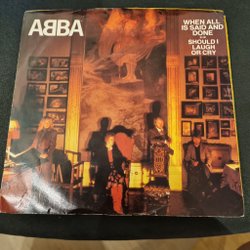 ABBA
WHEN ALL
IS SAID AND
DONE
SHOULD I
LAUGH
OR CRY